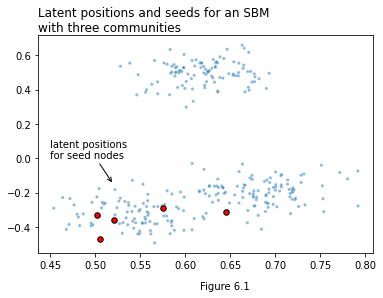 Latent positions and seeds for an SBM
with three communities
0.6
0.4
0.2
0.0
−0.2
−0.4
latent positions
for seed nodes
0.45 0.50 0.55 0.60 0.65 0.70 0.75 0.80
Figure 6.1